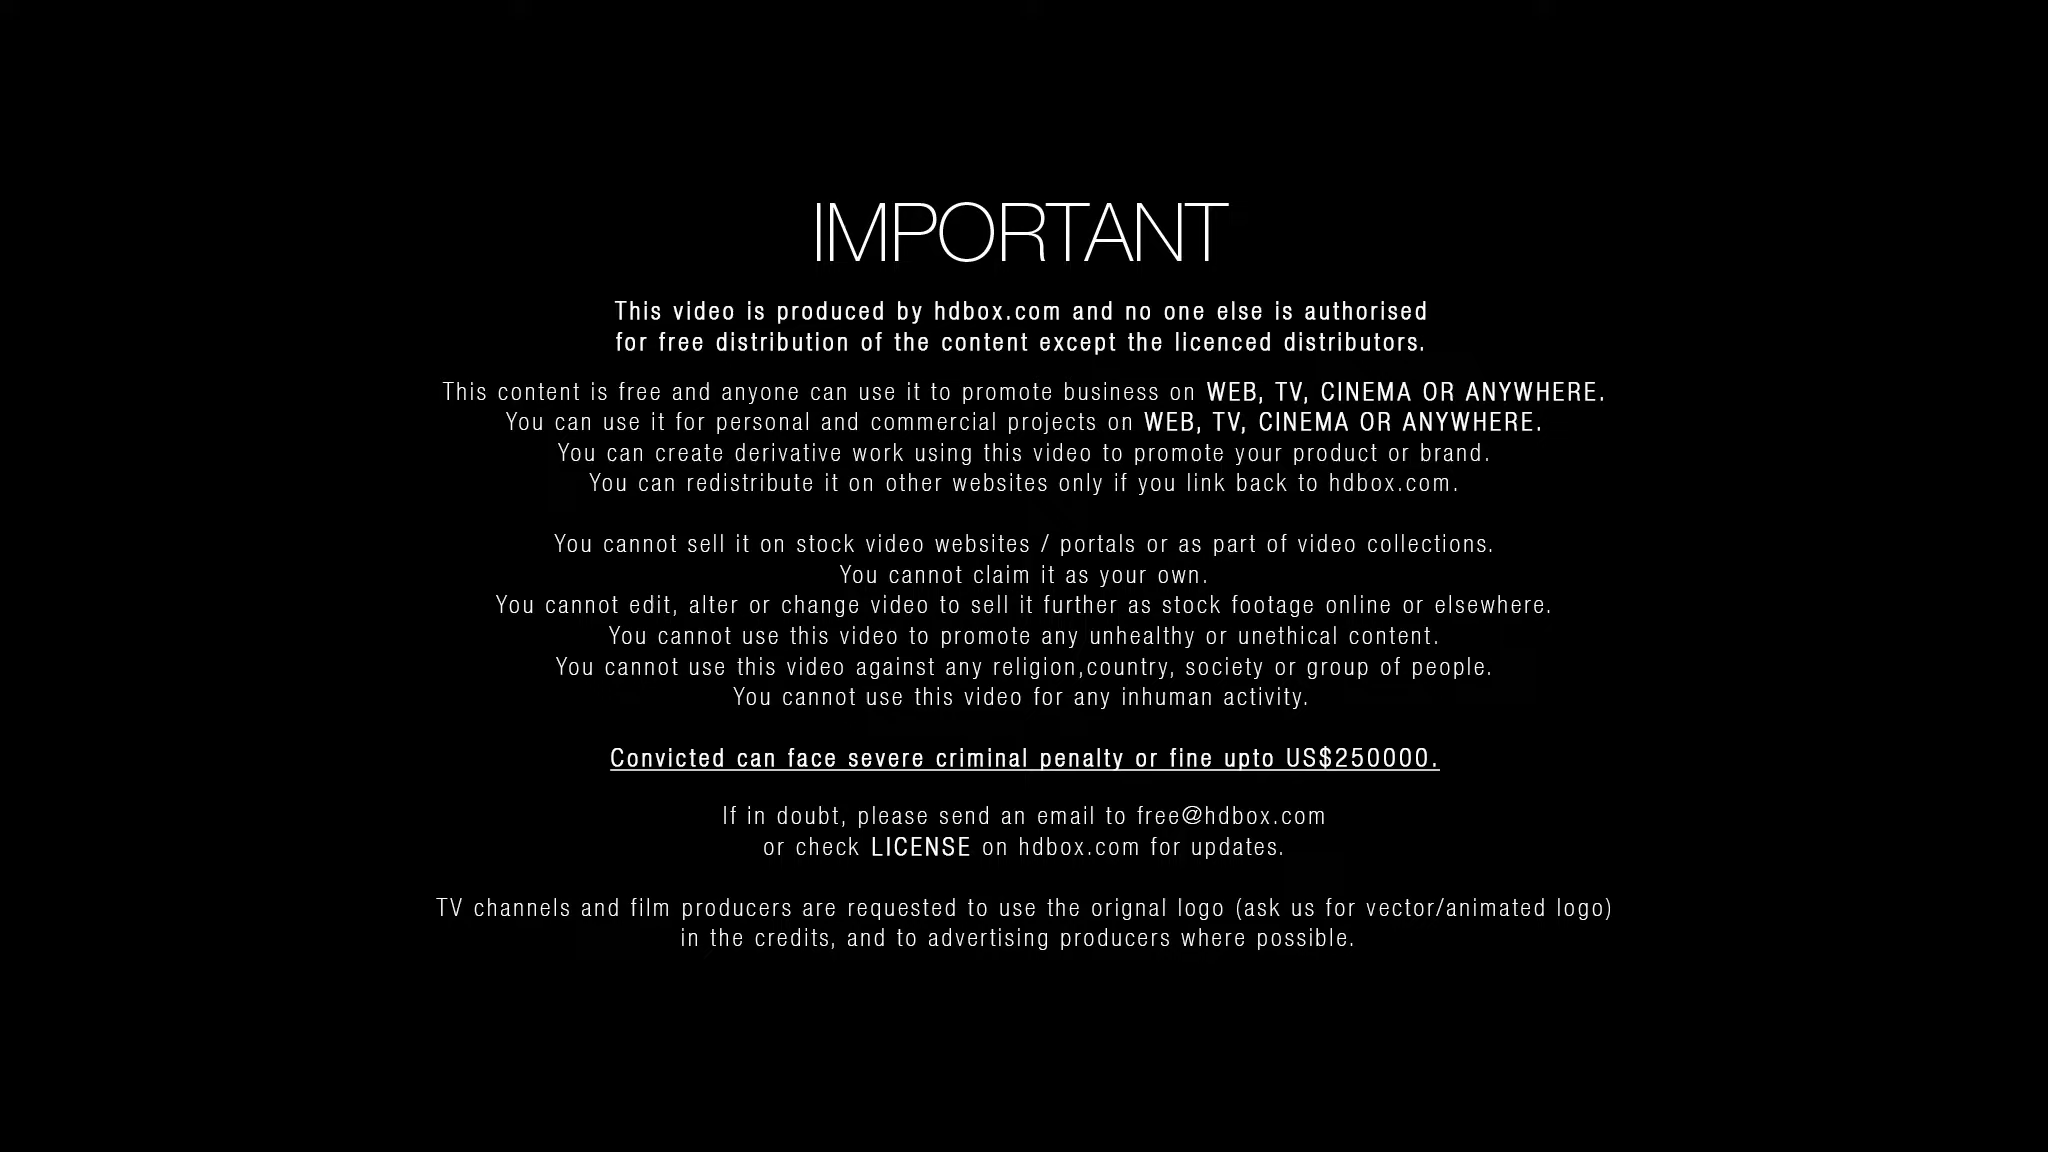 IMPORTANT
This video is produced by hdbox.com and no one else is authorised
for free distribution of the content except the licenced distributors.
This content is free and anyone can use it to promote business on WEB, TV, CINEMA OR ANYWHERE.
You can use it for personal and commercial projects on WEB, TV, CINEMA OR ANYWHERE.
You can create derivative work using this video to promote your product or brand.
You can redistribute it on other websites only if you link back to hdbox.com.
You cannot sell it on stock video websites / portals or as part of video collections.
You cannot claim it as your own.
You cannot edit, alter or change video to sell it further as stock footage online or elsewhere.
You cannot use this video to promote any unhealthy or unethical content.
You cannot use this video against any religion,country, society or group of people.
You cannot use this video for any inhuman activity.
Convicted can face severe criminal penalty or fine upto US$250000.
If in doubt, please send an email to free@hdbox.com
or check LICENSE on hdbox.com for updates.
TV channels and film producers are requested to use the orignal logo (ask us for vector/animated logo)
in the credits, and to advertising producers where possible.